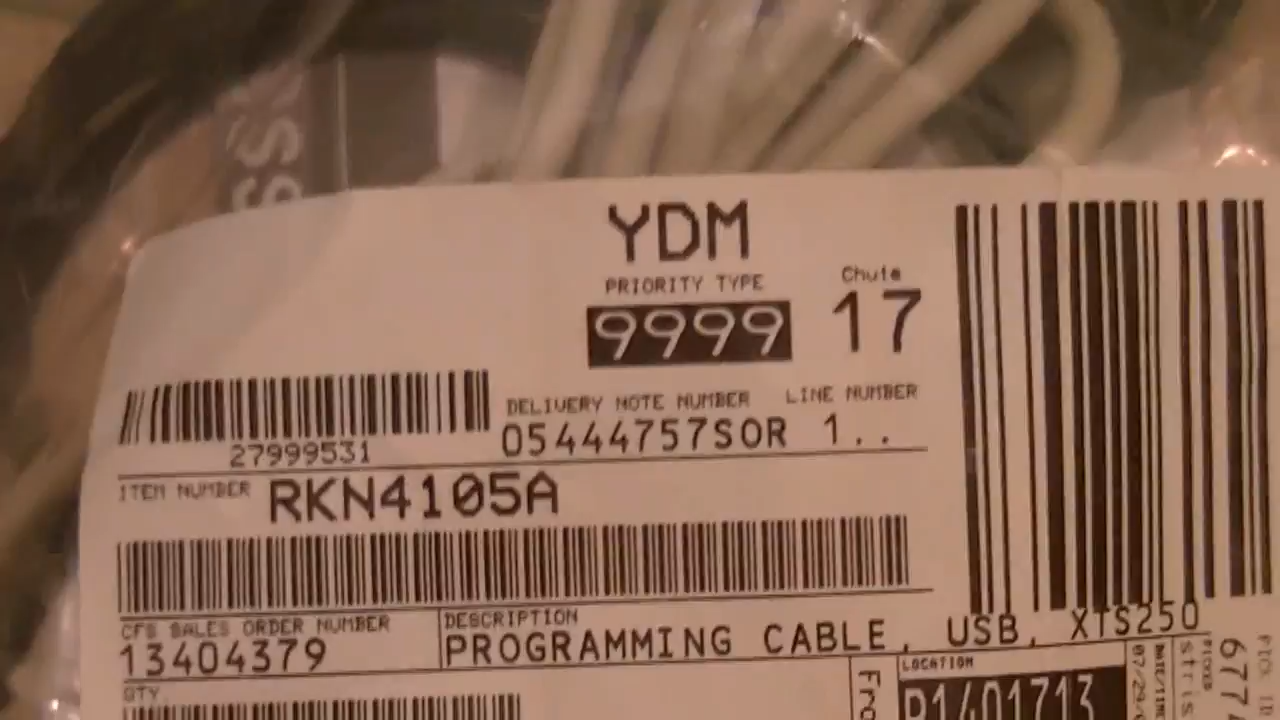 YDM
PRIORITY TYPE
9999
Chute
17
27999531
DELIVERY NOTE NUMBER
05444757SOR
LINE NUMBER
1..
ITEM NUMBER RKN4105A
CFS SALES ORDER NUMBER
13404379
DESCRIPTION
PROGRAMMING CABLE, USB, XTS250
QTY
LOCATION
PICKED